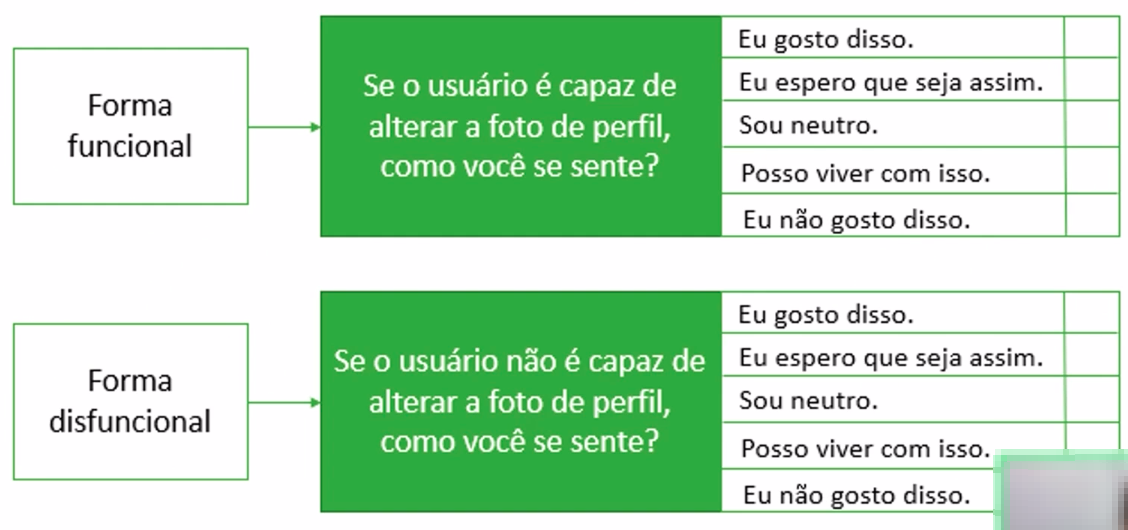 Forma
funcional
Se o usuário é capaz de
alterar a foto de perfil,
como você se sente?
Eu gosto disso.
Eu espero que seja assim.
Sou neutro.
Posso viver com isso.
Eu não gosto disso.
Forma
disfuncional
Se o usuário não é capaz de
alterar a foto de perfil,
como você se sente?
Eu gosto disso.
Eu espero que seja assim.
Sou neutro.
Posso viver com isso.
Eu não gosto disso.